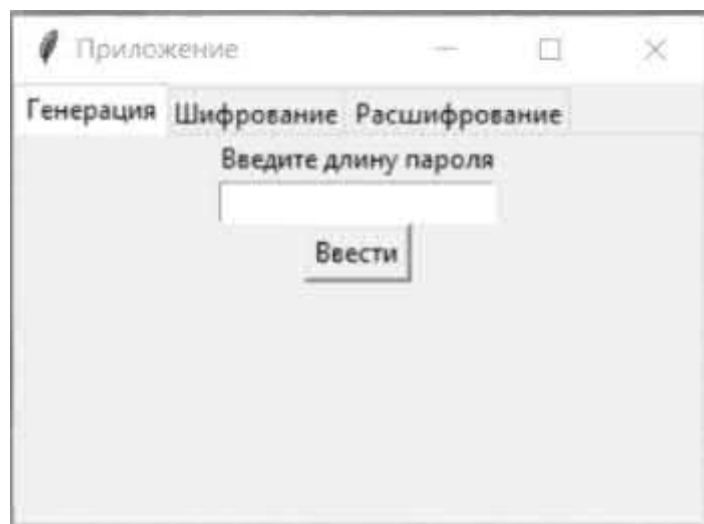 Приложение
Генерация Шифрование Расшифрование
Введите длину пароля
Ввести